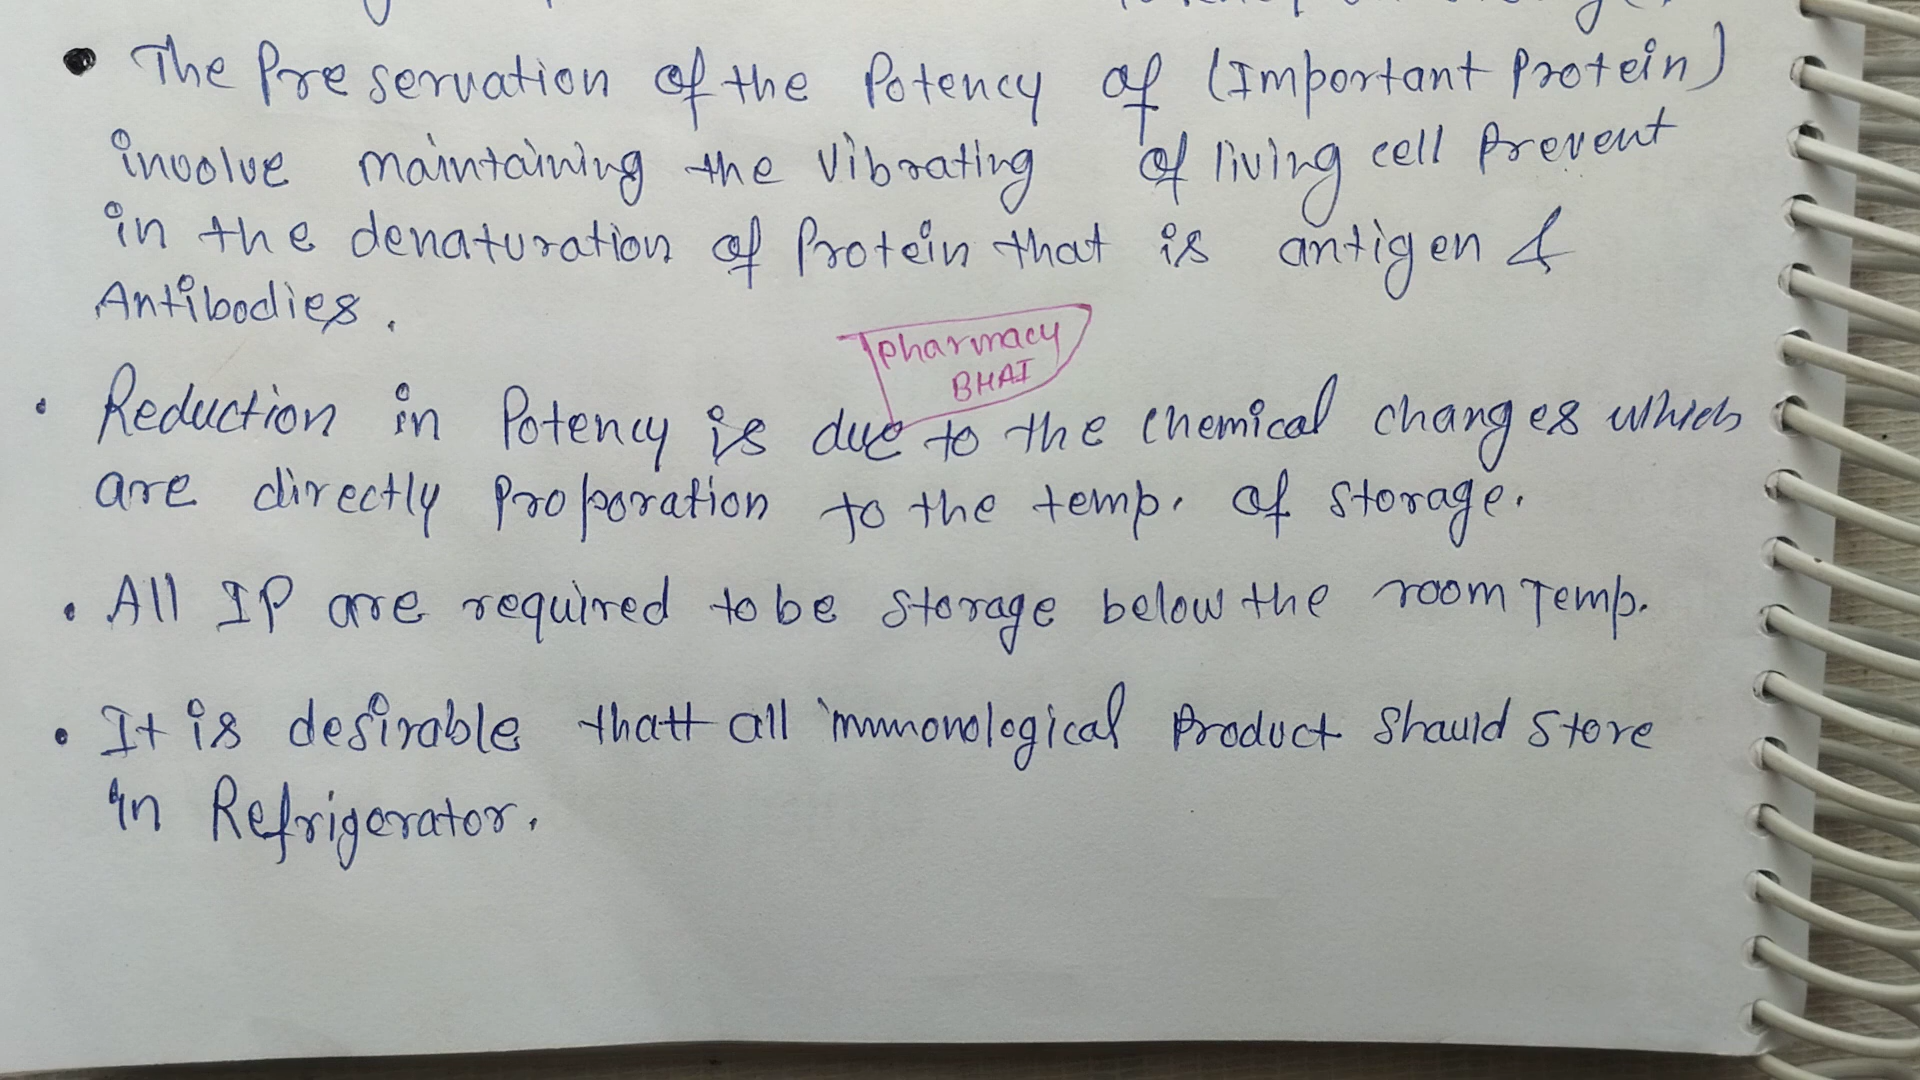 • The Preservation of the Potency of (Important Protein)
involve maintaining the vibrating of living cell Prevent
in the denaturation of Protein that is antigen &
Antibodies.
pharmacy
BHAI
• Reduction in Potency is due to the chemical changes which
are directly Proporation to the temp. of storage.
• All IP are required to be storage below the room Temp.
• It is desirable thatt all immonological Product Should Store
in Refrigerator.